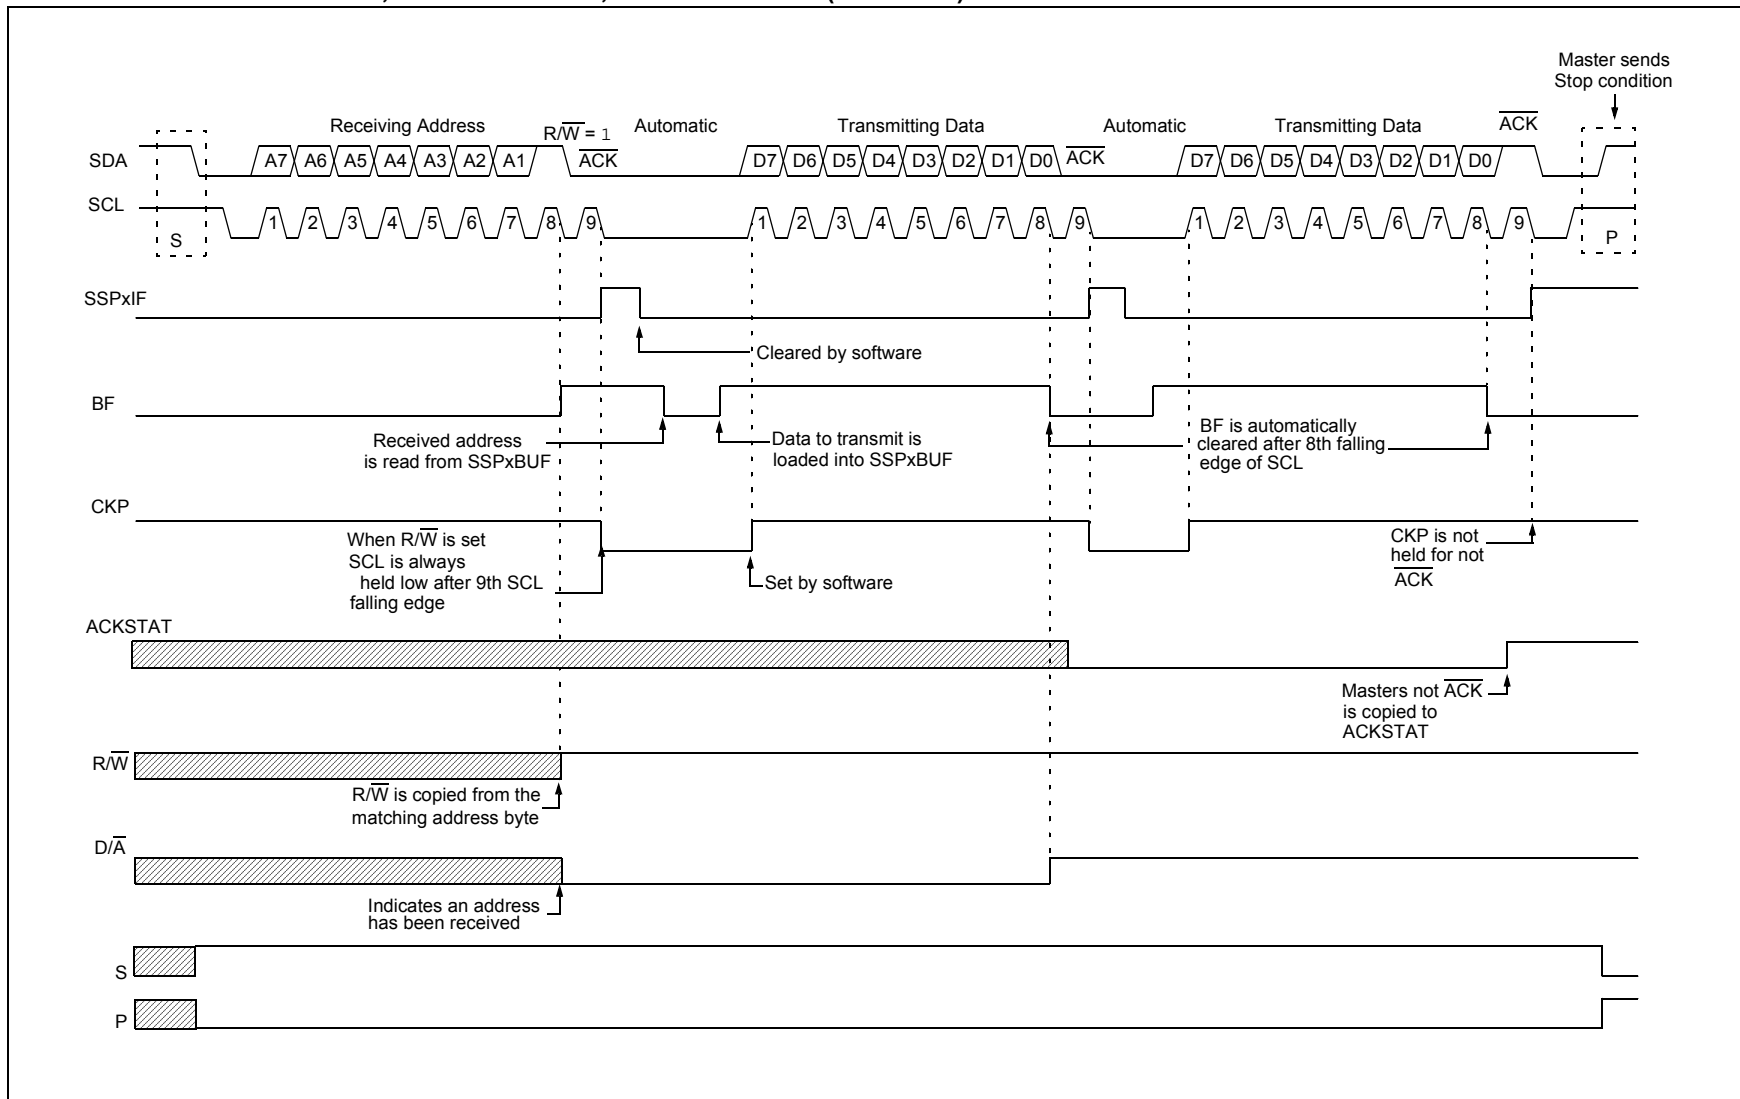 Master sends
Stop condition
Receiving Address
R/W = 1
Automatic
Transmitting Data
Automatic
Transmitting Data
ACK
SDA
A7 A6 A5 A4 A3 A2 A1
ACK
D7 D6 D5 D4 D3 D2 D1 D0
ACK
D7 D6 D5 D4 D3 D2 D1 D0
SCL
S
1 2 3 4 5 6 7 8 9
1 2 3 4 5 6 7 8 9
1 2 3 4 5 6 7 8 9
P
SSPxIF
Cleared by software
BF
Received address
is read from SSPxBUF
Data to transmit is
loaded into SSPxBUF
BF is automatically
cleared after 8th falling
edge of SCL
CKP
When R/W is set
SCL is always
held low after 9th SCL
falling edge
Set by software
CKP is not
held for not
ACK
ACKSTAT
Masters not ACK
is copied to
ACKSTAT
R/W
R/W is copied from the
matching address byte
D/A
Indicates an address
has been received
S
P